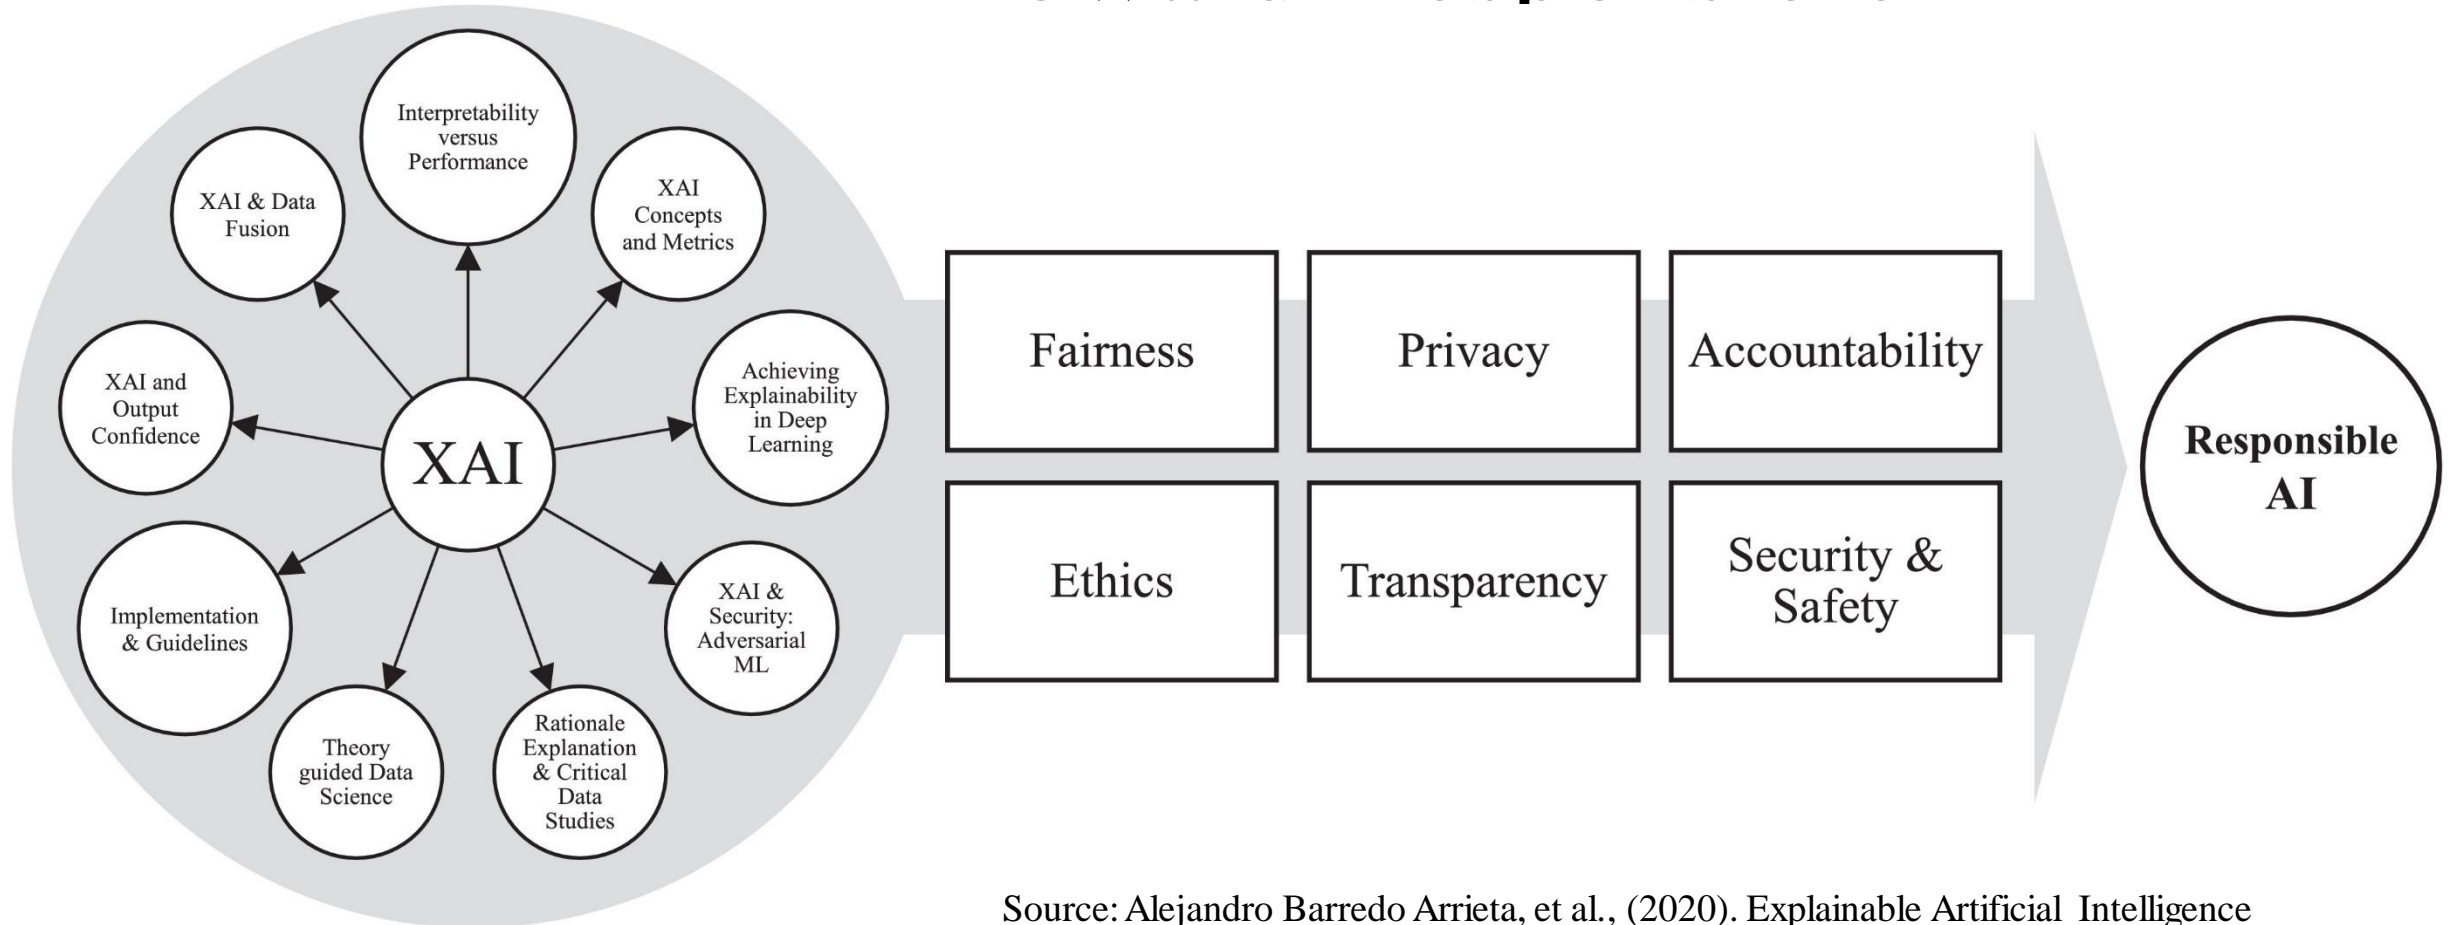 Interpretability
versus
Performance
XAI & Data
Fusion
XAI
Concepts
and Metrics
XAI and
Output
Confidence
Achieving
Explainability
in Deep
Learning
XAI
Implementation
& Guidelines
XAI &
Security:
Adversarial
ML
Theory
guided Data
Science
Rationale
Explanation
& Critical
Data
Studies
Fairness
Privacy
Accountability
Ethics
Transparency
Security &
Safety
Responsible
AI
Source: Alejandro Barredo Arrieta, et al., (2020). Explainable Artificial Intelligence